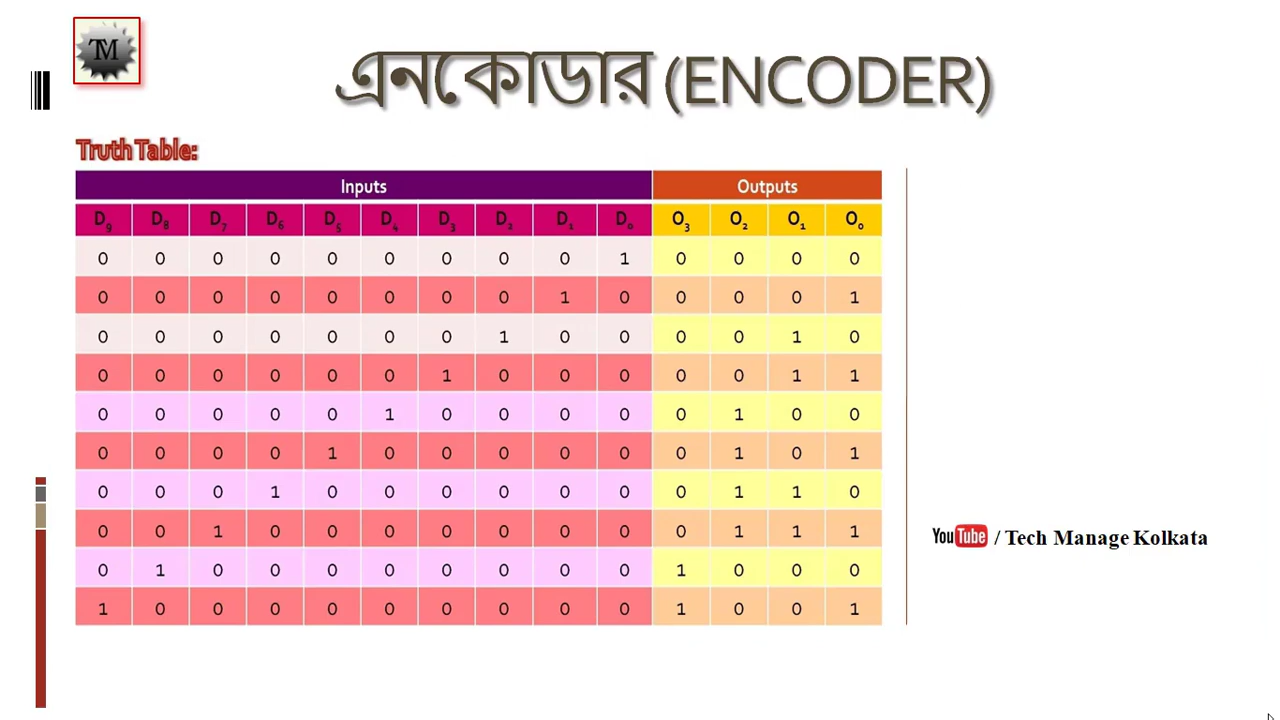 TM
এনকোডার (ENCODER)
Truth Table:
Inputs Outputs
D₉ D₈ D₇ D₆ D₅ D₄ D₃ D₂ D₁ D₀ O₃ O₂ O₁ O₀
0 0 0 0 0 0 0 0 0 1 0 0 0 0
0 0 0 0 0 0 0 0 1 0 0 0 0 1
0 0 0 0 0 0 0 1 0 0 0 0 1 0
0 0 0 0 0 0 1 0 0 0 0 0 1 1
0 0 0 0 0 1 0 0 0 0 0 1 0 0
0 0 0 0 1 0 0 0 0 0 0 1 0 1
0 0 0 1 0 0 0 0 0 0 0 1 1 0
0 0 1 0 0 0 0 0 0 0 0 1 1 1
0 1 0 0 0 0 0 0 0 0 1 0 0 0
1 0 0 0 0 0 0 0 0 0 1 0 0 1
YouTube / Tech Manage Kolkata